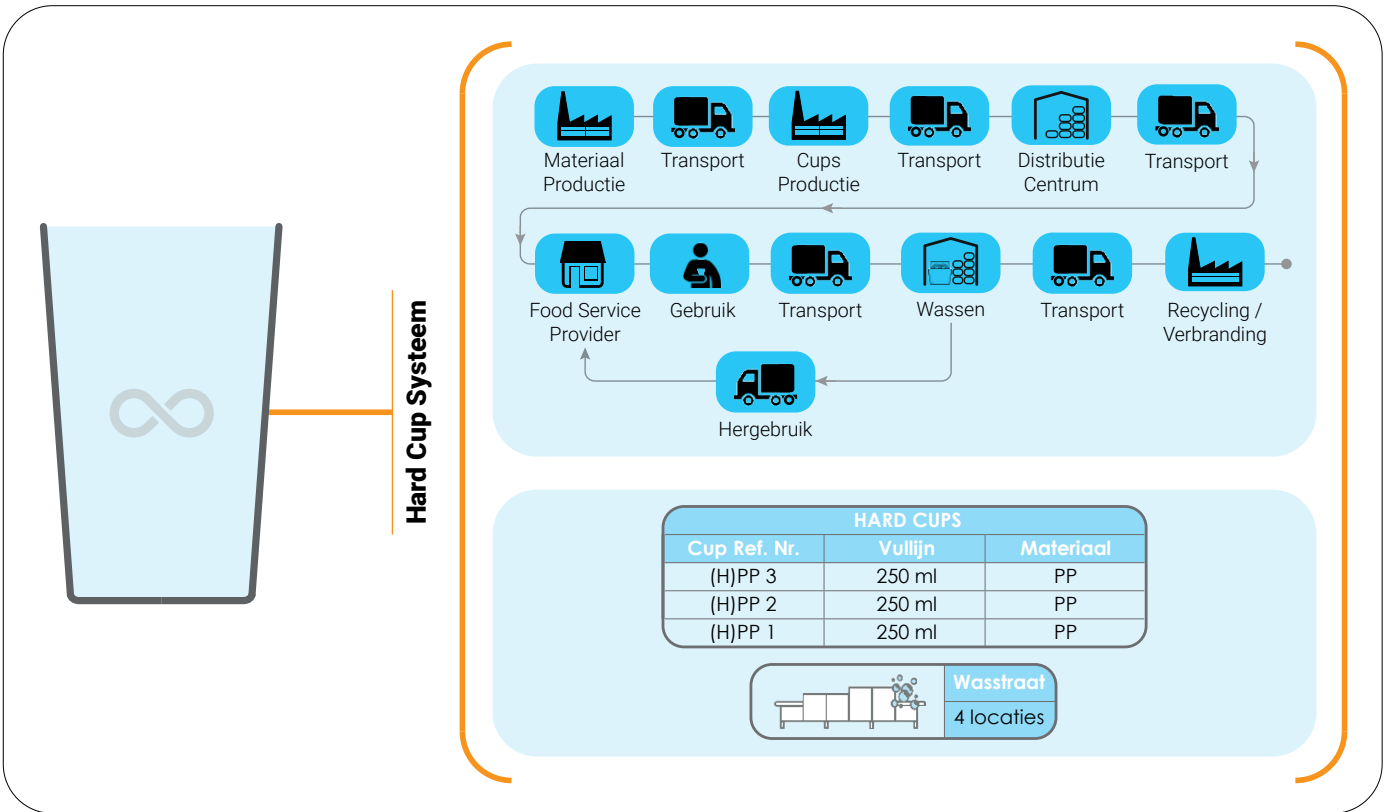 Hard Cup Systeem
Materiaal
Productie
Transport
Cups
Productie
Transport
Distributie
Centrum
Transport
Food Service
Provider
Gebruik
Transport
Wassen
Transport
Recycling /
Verbranding
Hergebruik
HARD CUPS
Cup Ref. Nr. Vullijn Materiaal
(H)PP 3 250 ml PP
(H)PP 2 250 ml PP
(H)PP 1 250 ml PP
Wasstraat
4 locaties